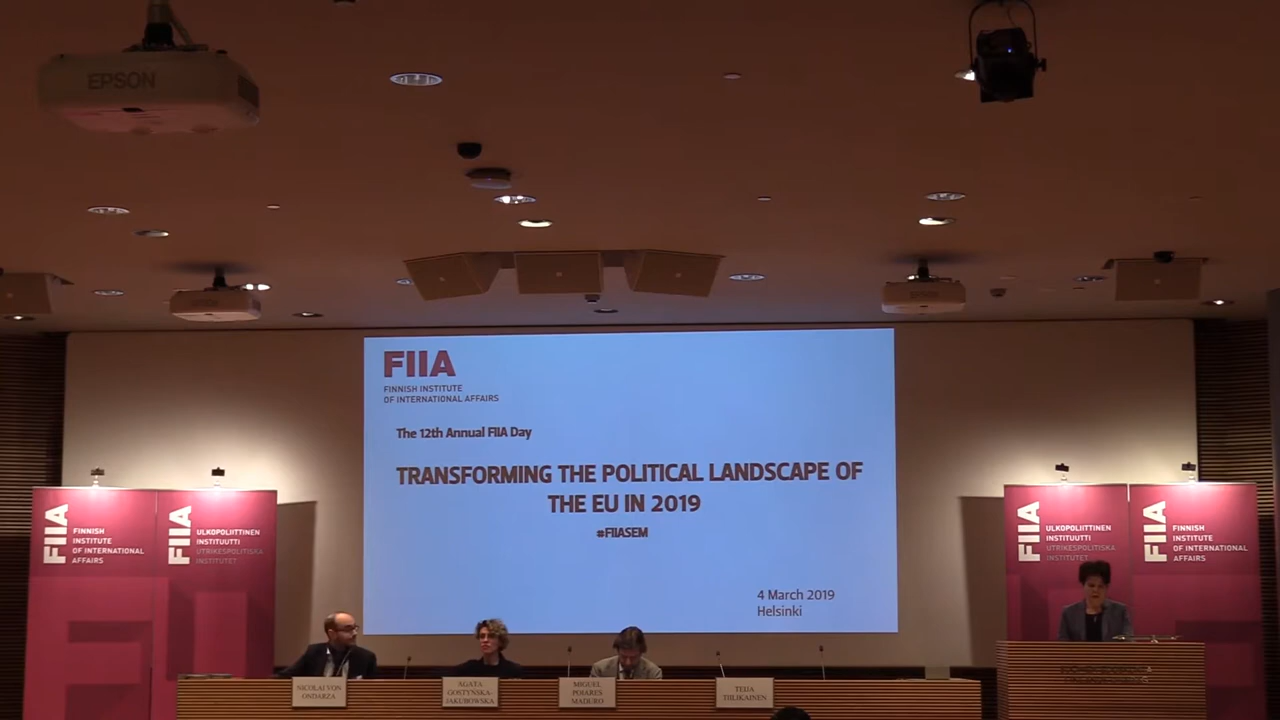 EPSON
FIIA
FINNISH INSTITUTE
OF INTERNATIONAL AFFAIRS
The 12th Annual FIIA Day
TRANSFORMING THE POLITICAL LANDSCAPE OF
THE EU IN 2019
#FIIASEM
4 March 2019
Helsinki
FIIA
FINNISH
INSTITUTE
OF INTERNATIONAL
AFFAIRS
FIIA
ULKOPOLIITTINEN
INSTITUUTTI
UTRIKESPOLITISKA
INSTITUTET
FIIA
ULKOPOLIITTINEN
INSTITUUTTI
UTRIKESPOLITISKA
INSTITUTET
FIIA
FINNISH
INSTITUTE
OF INTERNATIONAL
AFFAIRS
NICOLAI VON
ONDARZA
AGATA
GOSTYŃSKA-
JAKUBOWSKA
MIGUEL
POIARES
MADURO
TEIJA
TIILIKAINEN